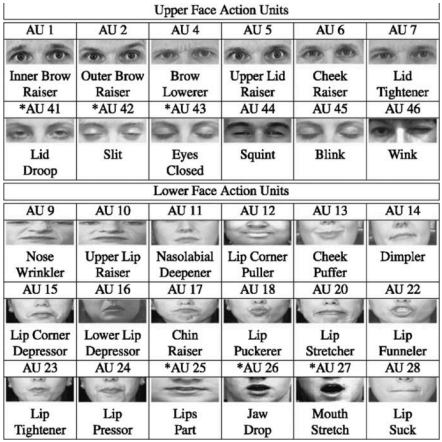 Upper Face Action Units
AU 1 AU 2 AU 4 AU 5 AU 6 AU 7
Inner Brow Outer Brow Brow Upper Lid Cheek Lid
Raiser Raiser Lowerer Raiser Raiser Tightener
*AU 41 *AU 42 *AU 43 AU 44 AU 45 AU 46
Lid Slit Eyes Squint Blink Wink
Droop Closed
Lower Face Action Units
AU 9 AU 10 AU 11 AU 12 AU 13 AU 14
Nose Upper Lip Nasolabial Lip Corner Cheek Dimpler
Wrinkler Raiser Deepener Puller Puffer
AU 15 AU 16 AU 17 AU 18 AU 20 AU 22
Lip Corner Lower Lip Chin Lip Lip Lip
Depressor Depressor Raiser Puckerer Stretcher Funneler
AU 23 AU 24 *AU 25 *AU 26 *AU 27 AU 28
Lip Lip Lips Jaw Mouth Lip
Tightener Pressor Part Drop Stretch Suck